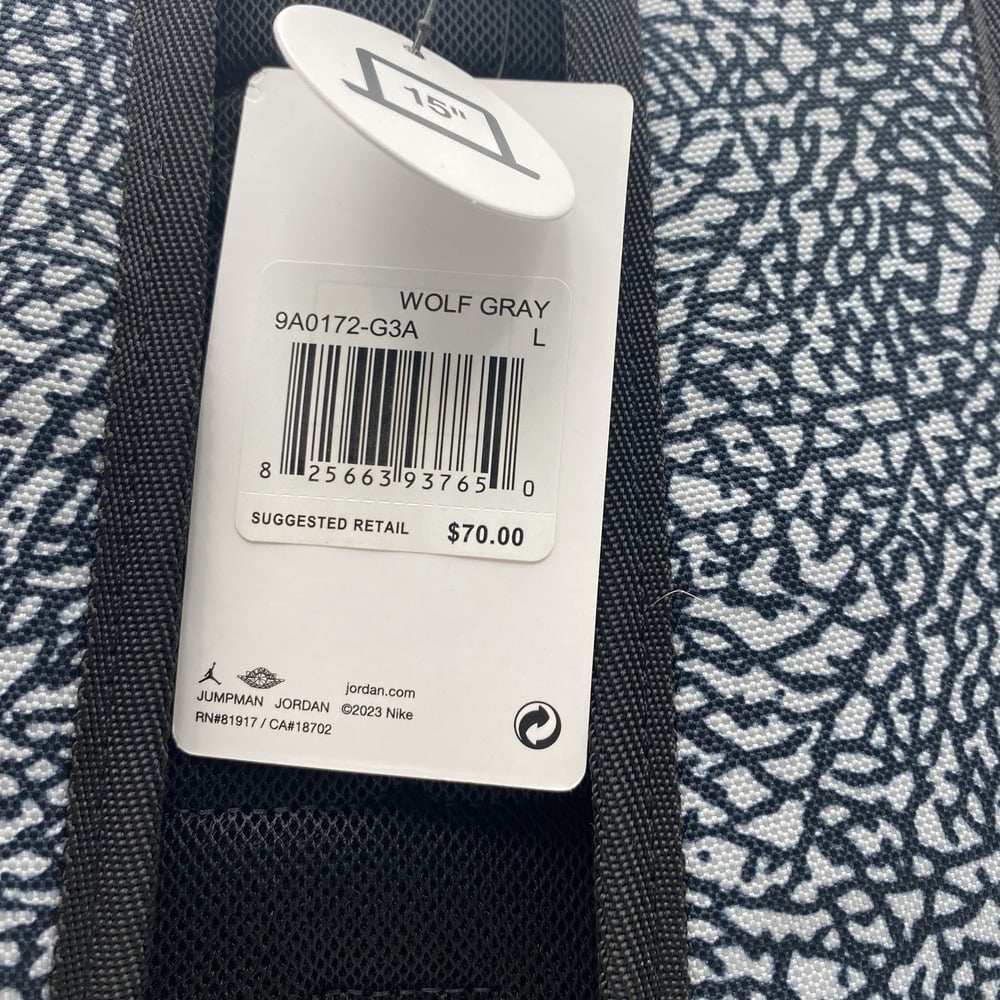 15"
WOLF GRAY
9A0172-G3A L
8 25663 93765 0
SUGGESTED RETAIL $70.00
jordan.com
JUMPMAN JORDAN ©2023 Nike
RN#81917 / CA#18702